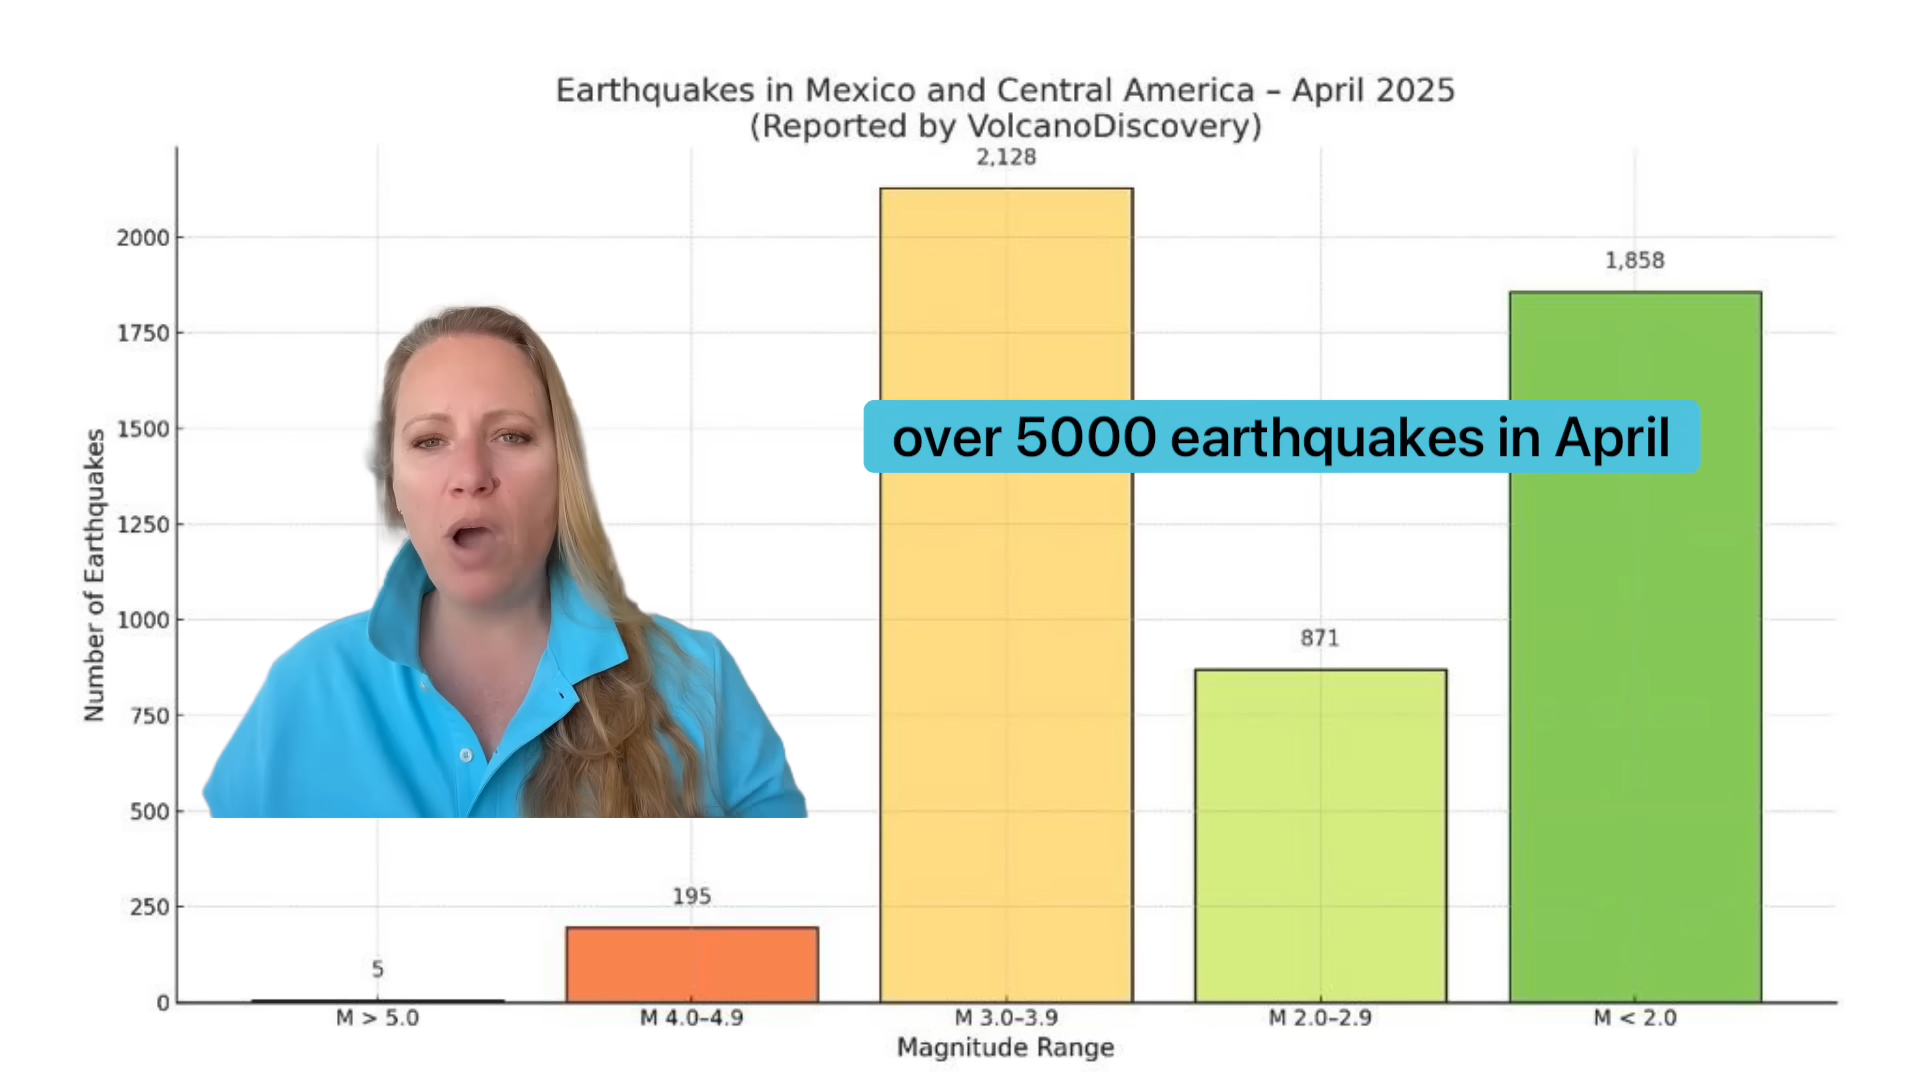 Earthquakes in Mexico and Central America – April 2025
(Reported by VolcanoDiscovery)
2,128
2000
1,858
1750
1500
over 5000 earthquakes in April
Number of Earthquakes
1250
1000
871
750
500
250
195
5
0
M > 5.0
M 4.0–4.9
M 3.0–3.9
M 2.0–2.9
M < 2.0
Magnitude Range